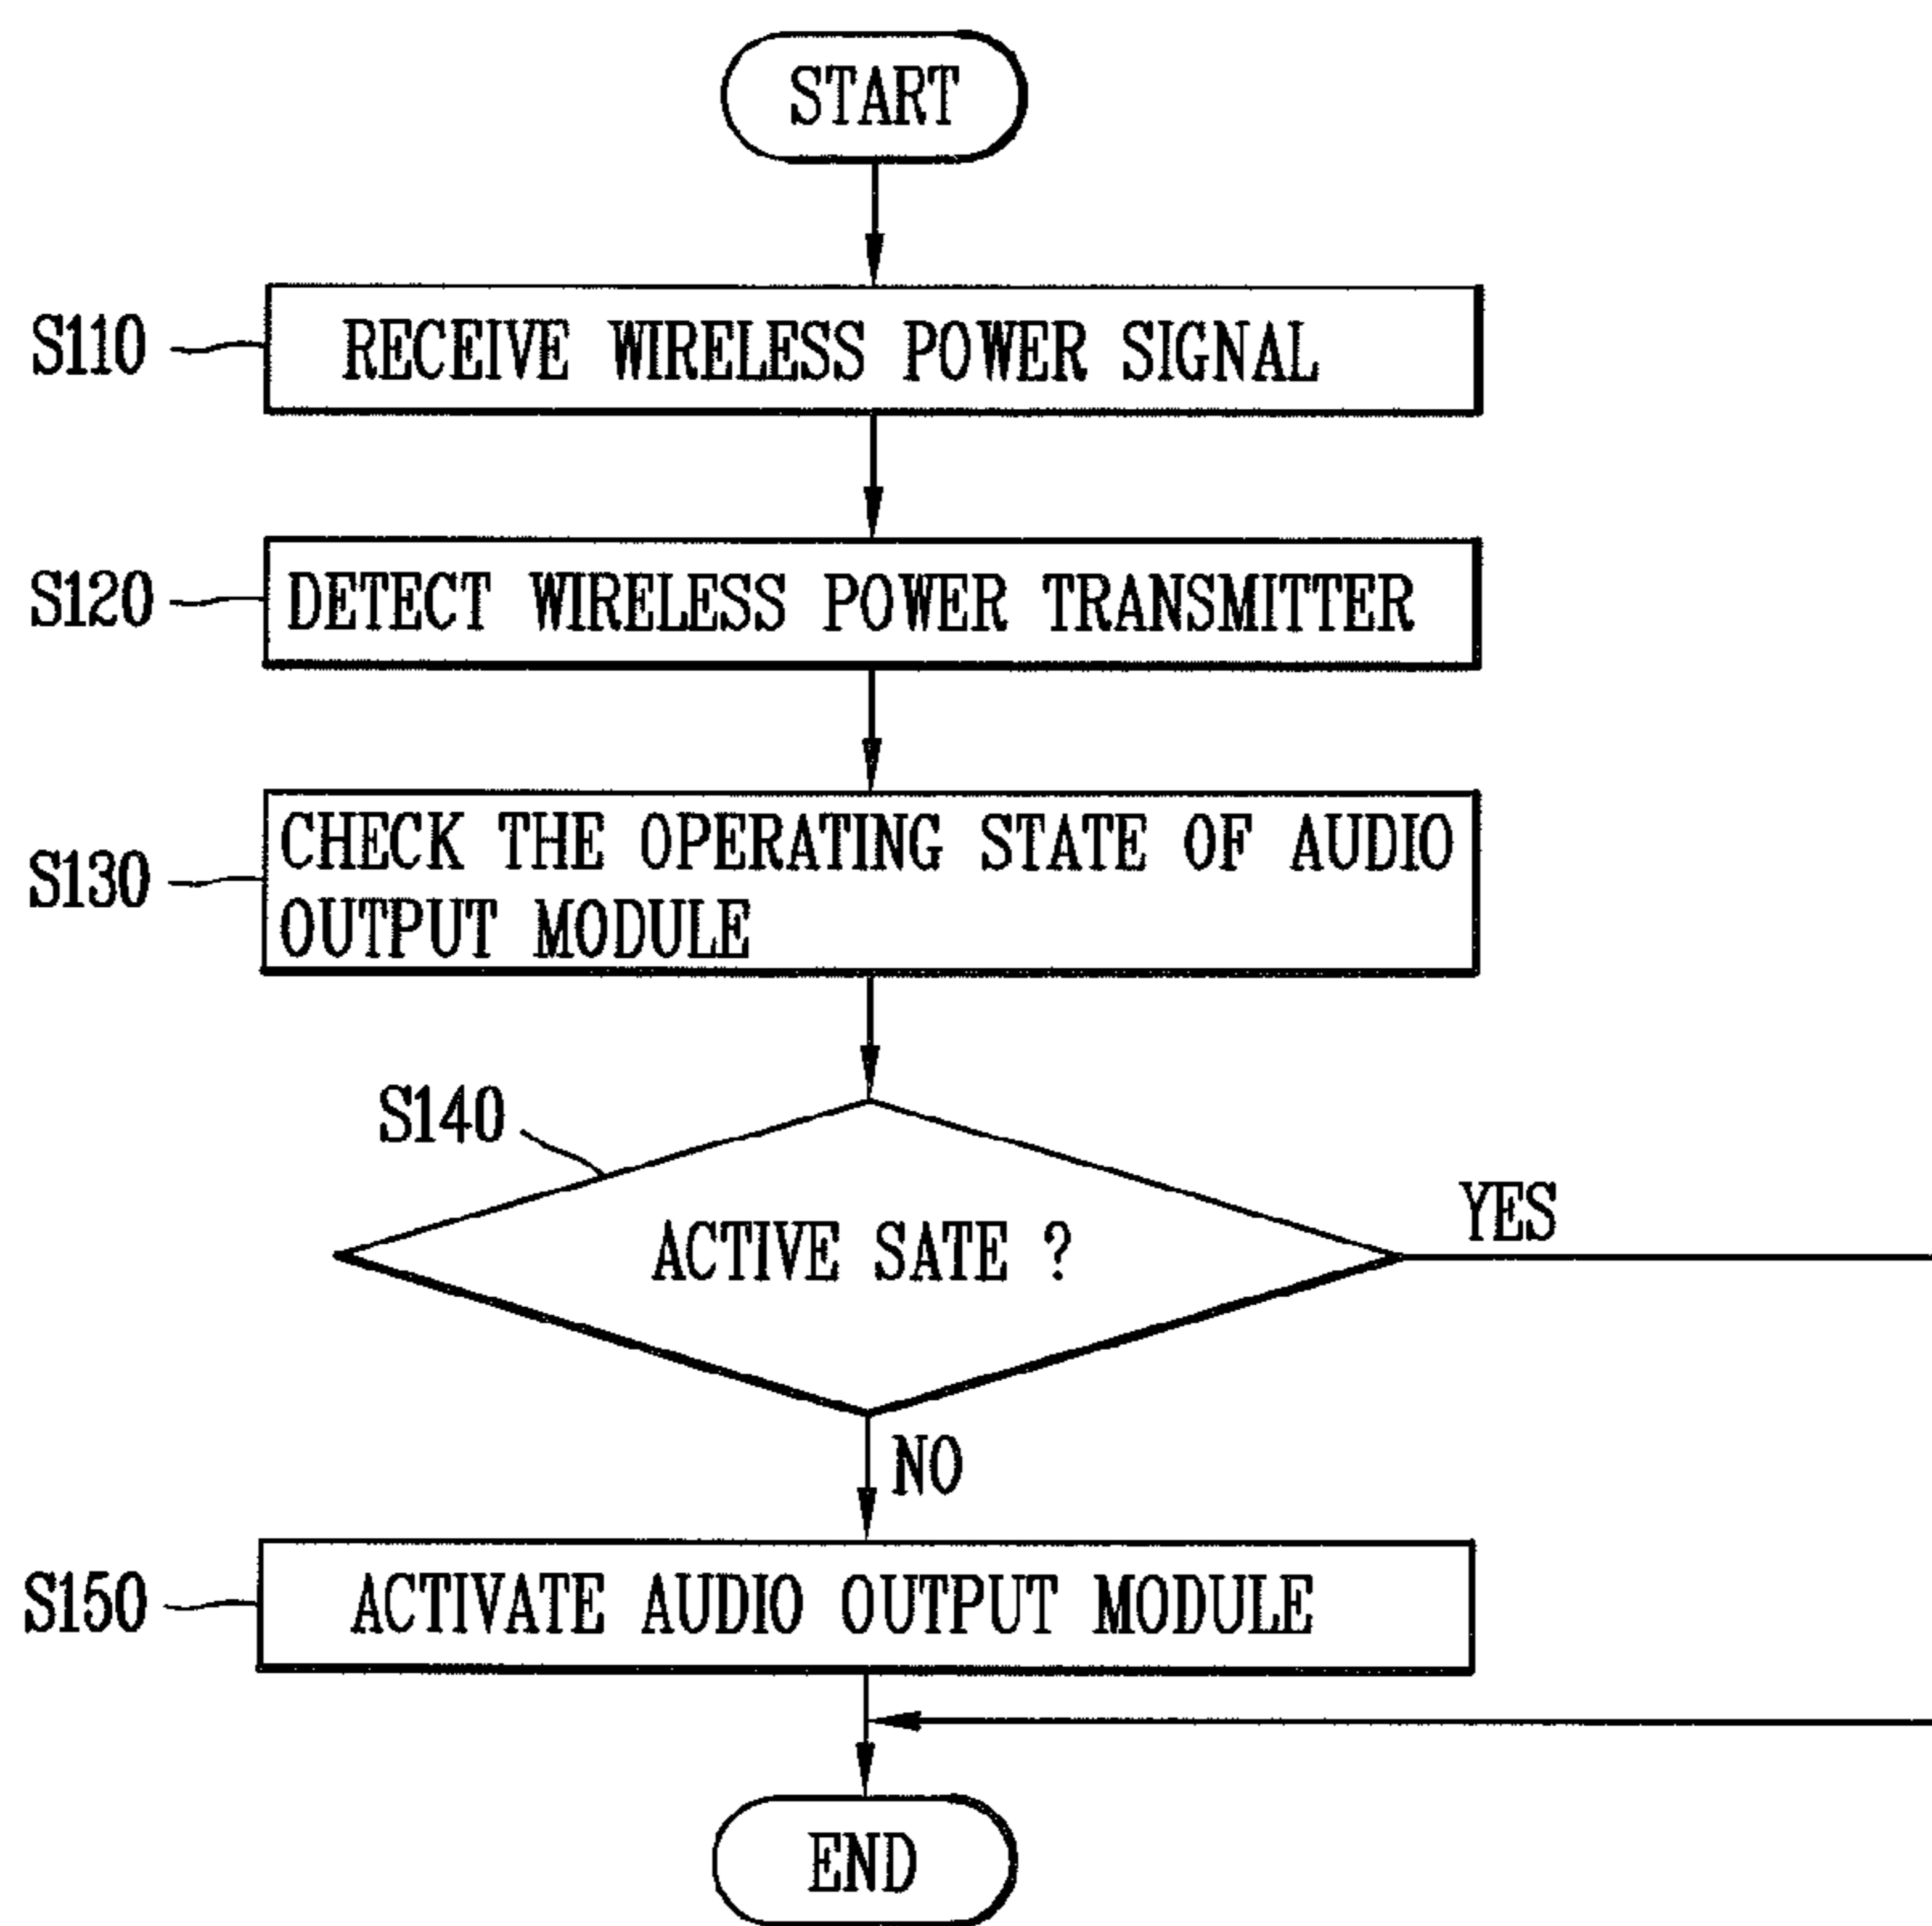 START
S110
RECEIVE WIRELESS POWER SIGNAL
S120
DETECT WIRELESS POWER TRANSMITTER
S130
CHECK THE OPERATING STATE OF AUDIO
OUTPUT MODULE
S140
ACTIVE SATE ?
YES
NO
S150
ACTIVATE AUDIO OUTPUT MODULE
END